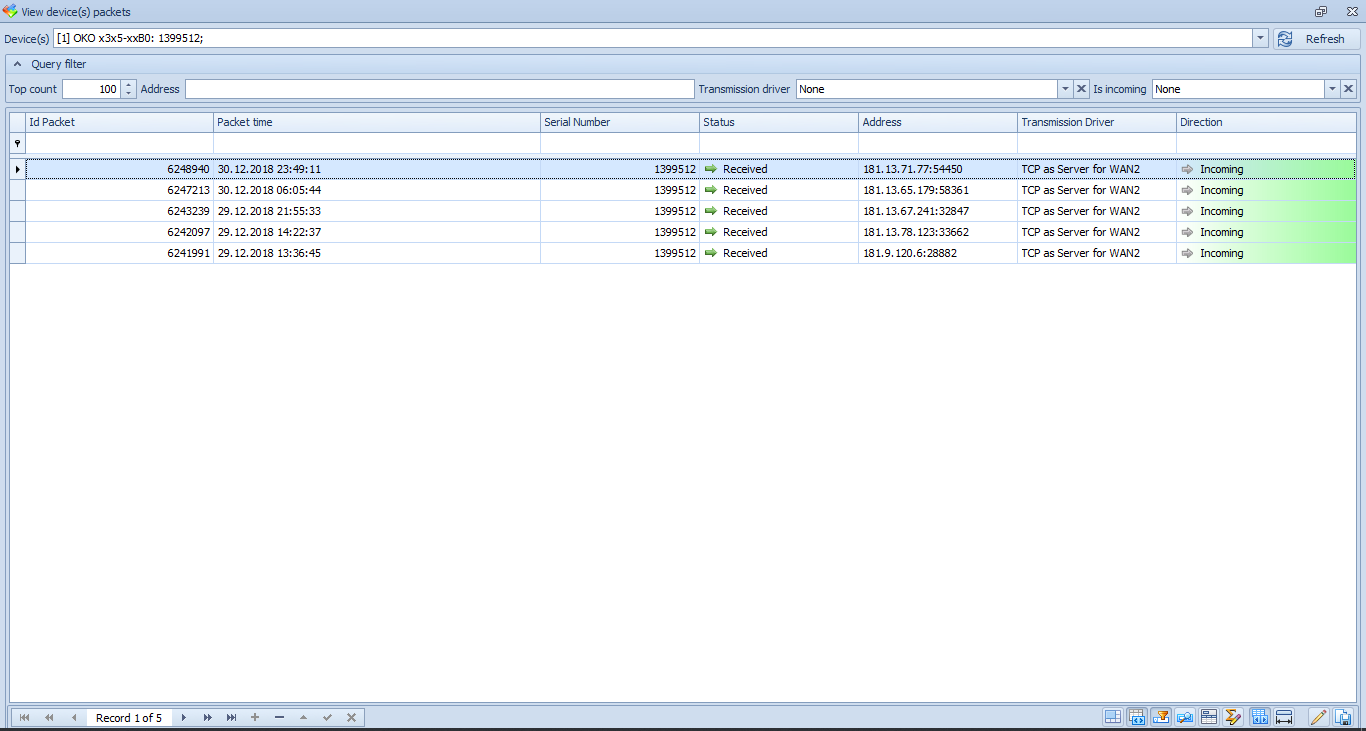 View device(s) packets
Device(s) [1] OKO x3x5-xxB0: 1399512; Refresh
Query filter
Top count 100 Address Transmission driver None Is incoming None
Id Packet Packet time Serial Number Status Address Transmission Driver Direction
6248940 30.12.2018 23:49:11 1399512 Received 181.13.71.77:54450 TCP as Server for WAN2 Incoming
6247213 30.12.2018 06:05:44 1399512 Received 181.13.65.179:58361 TCP as Server for WAN2 Incoming
6243239 29.12.2018 21:55:33 1399512 Received 181.13.67.241:32847 TCP as Server for WAN2 Incoming
6242097 29.12.2018 14:22:37 1399512 Received 181.13.78.123:33662 TCP as Server for WAN2 Incoming
6241991 29.12.2018 13:36:45 1399512 Received 181.9.120.6:28882 TCP as Server for WAN2 Incoming
Record 1 of 5